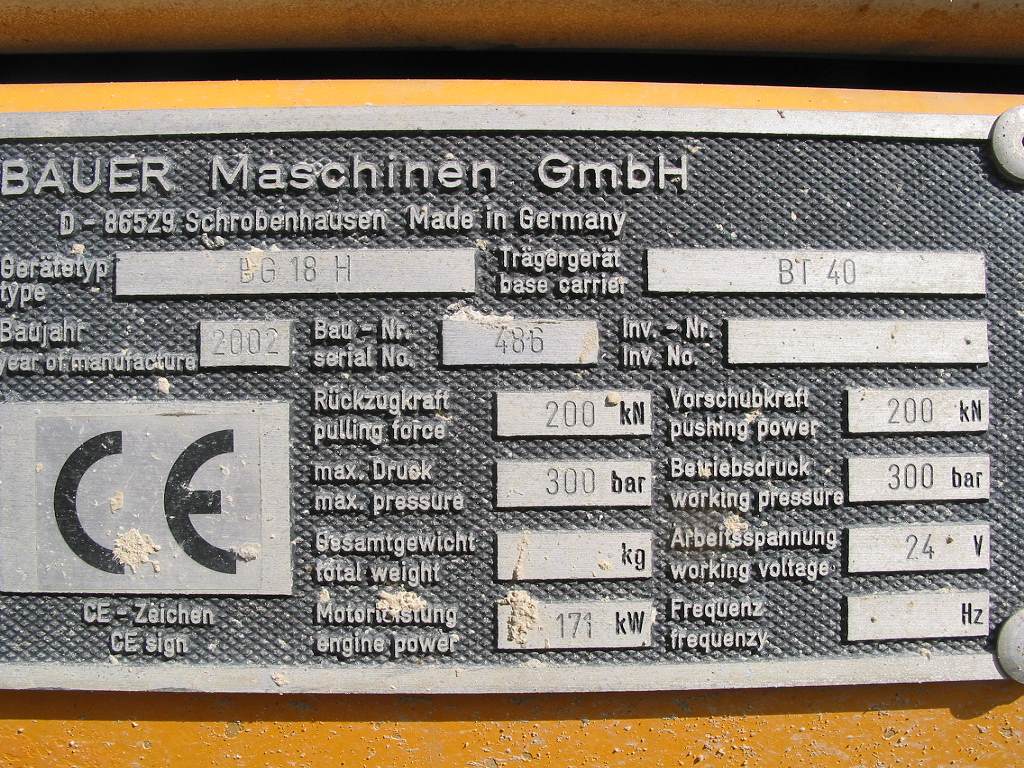 BAUER Maschinen GmbH
D - 86529 Schrobenhausen Made in Germany
Gerätetyp BG 18 H Trägergerät BT 40
type base carrier
Baujahr 2002 Bau - Nr. 486 Inv. - Nr.
year of manufacture serial No. Inv. No.
Rückzugkraft 200 kN Vorschubkraft 200 kN
pulling force pushing power
max. Druck 300 bar Betriebsdruck 300 bar
max. pressure working pressure
Gesamtgewicht kg Arbeitsspannung 24 V
total weight working voltage
Motorleistung 171 kW Frequenz Hz
engine power frequenzy
CE
CE - Zeichen
CE sign